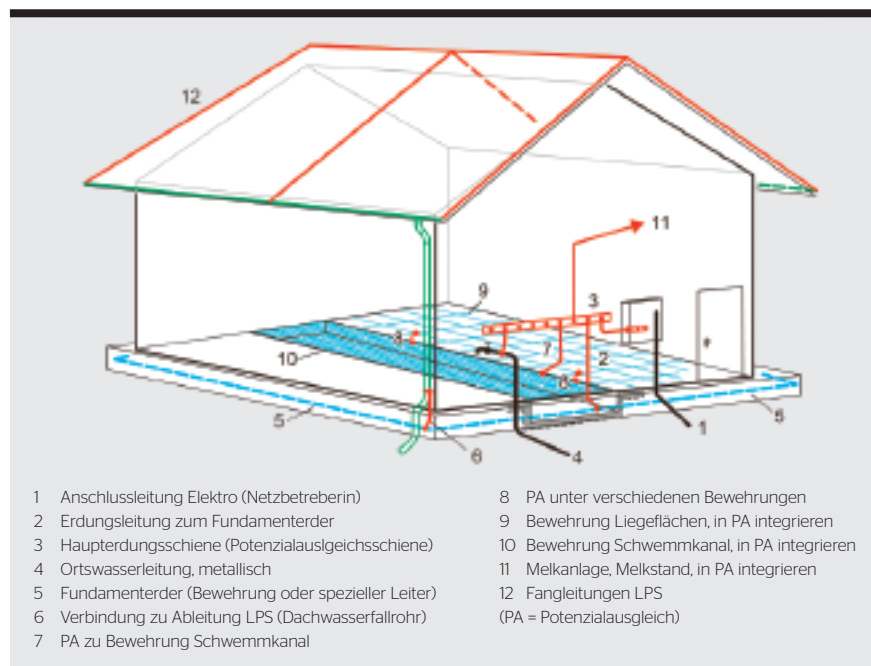 12
11
9
3
8
7
10
2
6
5
5
1
6
4
1 Anschlussleitung Elektro (Netzbetreberin)
2 Erdungsleitung zum Fundamenterder
3 Haupterdungsschiene (Potenzialauslgeichsschiene)
4 Ortswasserleitung, metallisch
5 Fundamenterder (Bewehrung oder spezieller Leiter)
6 Verbindung zu Ableitung LPS (Dachwasserfallrohr)
7 PA zu Bewehrung Schwemmkanal
8 PA unter verschiedenen Bewehrungen
9 Bewehrung Liegeflächen, in PA integrieren
10 Bewehrung Schwemmkanal, in PA integrieren
11 Melkanlage, Melkstand, in PA integrieren
12 Fangleitungen LPS
(PA = Potenzialausgleich)